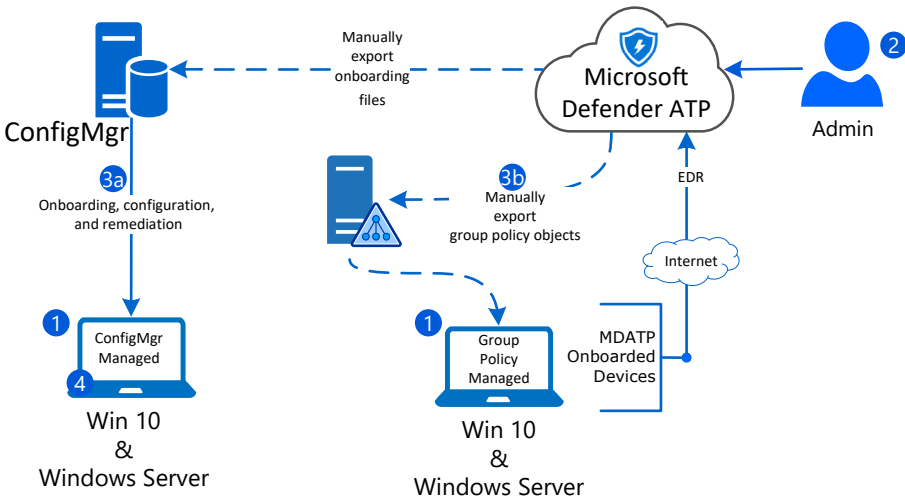 Manually
export
onboarding
files
ConfigMgr
Microsoft
Defender ATP
2
Admin
3a
Onboarding, configuration,
and remediation
3b
Manually
export
group policy objects
EDR
Internet
1
ConfigMgr
Managed
4
Win 10
&
Windows Server
1
Group
Policy
Managed
Win 10
&
Windows Server
MDATP
Onboarded
Devices